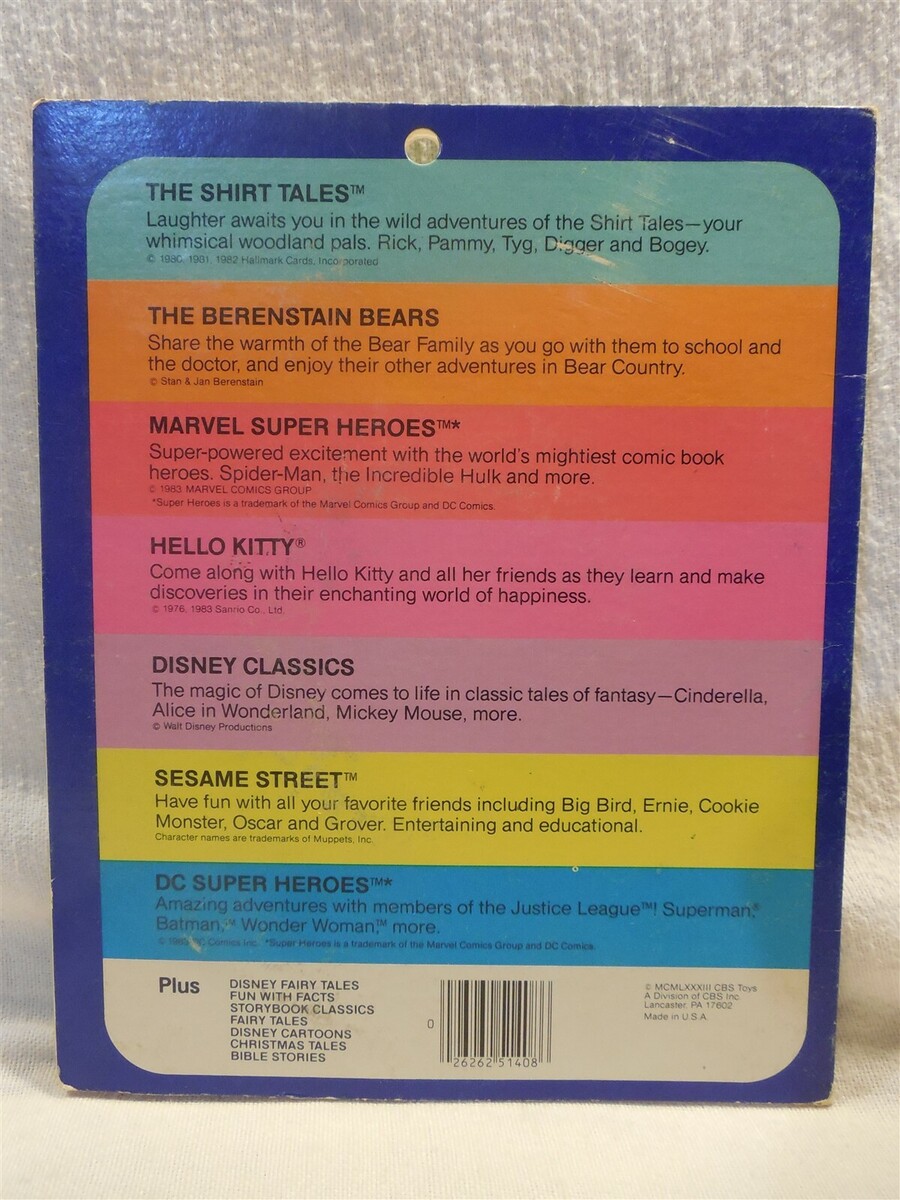 THE SHIRT TALES™
Laughter awaits you in the wild adventures of the Shirt Tales—your
whimsical woodland pals. Rick, Pammy, Tyg, Digger and Bogey.
© 1980, 1981, 1982 Hallmark Cards, Incorporated
THE BERENSTAIN BEARS
Share the warmth of the Bear Family as you go with them to school and
the doctor, and enjoy their other adventures in Bear Country.
© Stan & Jan Berenstain
MARVEL SUPER HEROES™*
Super-powered excitement with the world's mightiest comic book
heroes. Spider-Man, the Incredible Hulk and more.
© 1983 MARVEL COMICS GROUP
*Super Heroes is a trademark of the Marvel Comics Group and DC Comics.
HELLO KITTY®
Come along with Hello Kitty and all her friends as they learn and make
discoveries in their enchanting world of happiness.
© 1976, 1983 Sanrio Co., Ltd.
DISNEY CLASSICS
The magic of Disney comes to life in classic tales of fantasy—Cinderella,
Alice in Wonderland, Mickey Mouse, more.
© Walt Disney Productions
SESAME STREET™
Have fun with all your favorite friends including Big Bird, Ernie, Cookie
Monster, Oscar and Grover. Entertaining and educational.
Character names are trademarks of Muppets, Inc.
DC SUPER HEROES™*
Amazing adventures with members of the Justice League™! Superman,®
Batman,™ Wonder Woman,™ more.
© DC Comics Inc. *Super Heroes is a trademark of the Marvel Comics Group and DC Comics.
Plus
DISNEY FAIRY TALES
FUN WITH FACTS
STORYBOOK CLASSICS
FAIRY TALES
DISNEY CARTOONS
CHRISTMAS TALES
BIBLE STORIES
0 26262 51408
© MCMLXXXIII CBS Toys
A Division of CBS Inc.
Lancaster, PA 17602
Made in U.S.A.